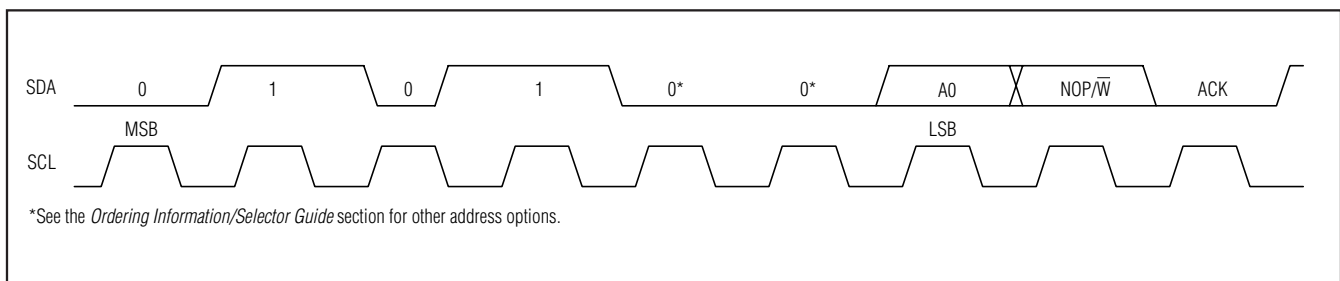 SDA 0 1 0 1 0* 0* A0 NOP/W̅ ACK
MSB LSB
SCL
*See the Ordering Information/Selector Guide section for other address options.